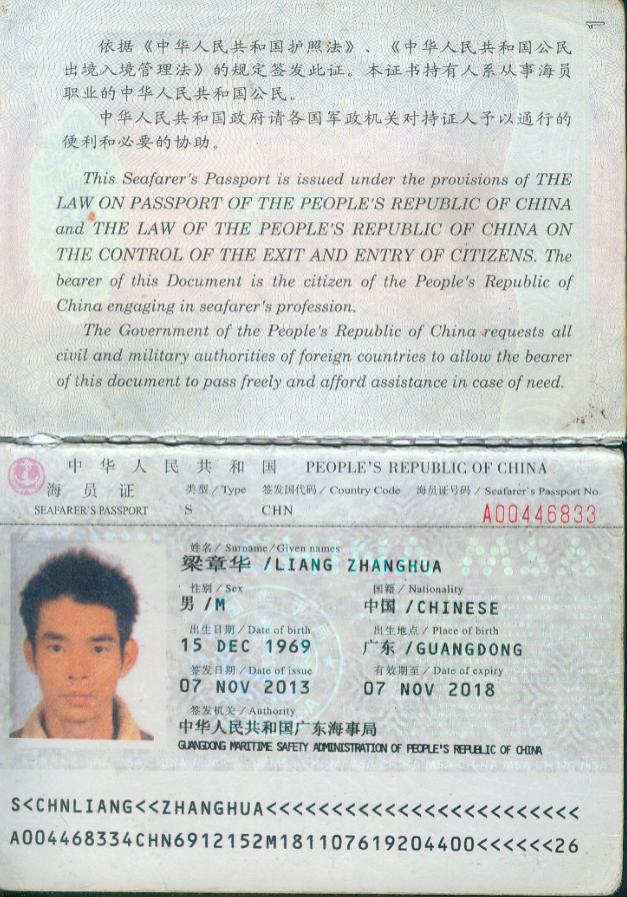 1
依据《中华人民共和国护照法》、《中华人民共和国公民
出境入境管理法》的规定签发此证。本证书持有人系从事海员
职业的中华人民共和国公民。
中华人民共和国政府请各国军政机关对持证人予以通行的
便利和必要的协助。
This Seafarer's Passport is issued under the provisions of THE
LAW ON PASSPORT OF THE PEOPLE'S REPUBLIC OF CHINA
and THE LAW OF THE PEOPLE'S REPUBLIC OF CHINA ON
THE CONTROL OF THE EXIT AND ENTRY OF CITIZENS. The
bearer of this Document is the citizen of the People's Republic of
China engaging in seafarer's profession.
The Government of the People's Republic of China requests all
civil and military authorities of foreign countries to allow the bearer
of this document to pass freely and afford assistance in case of need.
中华人民共和国 PEOPLE'S REPUBLIC OF CHINA
海员证 类型/Type 签发国代码/Country Code 海员证号码/Seafarer's Passport No.
SEAFARER'S PASSPORT S CHN A00446833
姓名/Surname/Given names
梁章华 /LIANG ZHANGHUA
性别/Sex 国籍/Nationality
男 /M 中国 /CHINESE
出生日期/Date of birth 出生地点/Place of birth
15 DEC 1969 广东 /GUANGDONG
签发日期/Date of issue 有效期至/Date of expiry
07 NOV 2013 07 NOV 2018
签发机关/Authority
中华人民共和国广东海事局
GUANGDONG MARITIME SAFETY ADMINISTRATION OF PEOPLE'S REPUBLIC OF CHINA
S<CHNLIANG<<ZHANGHUA<<<<<<<<<<<<<<<<<<<<<<<<
A004468334CHN6912152M181107619204400<<<<<<26